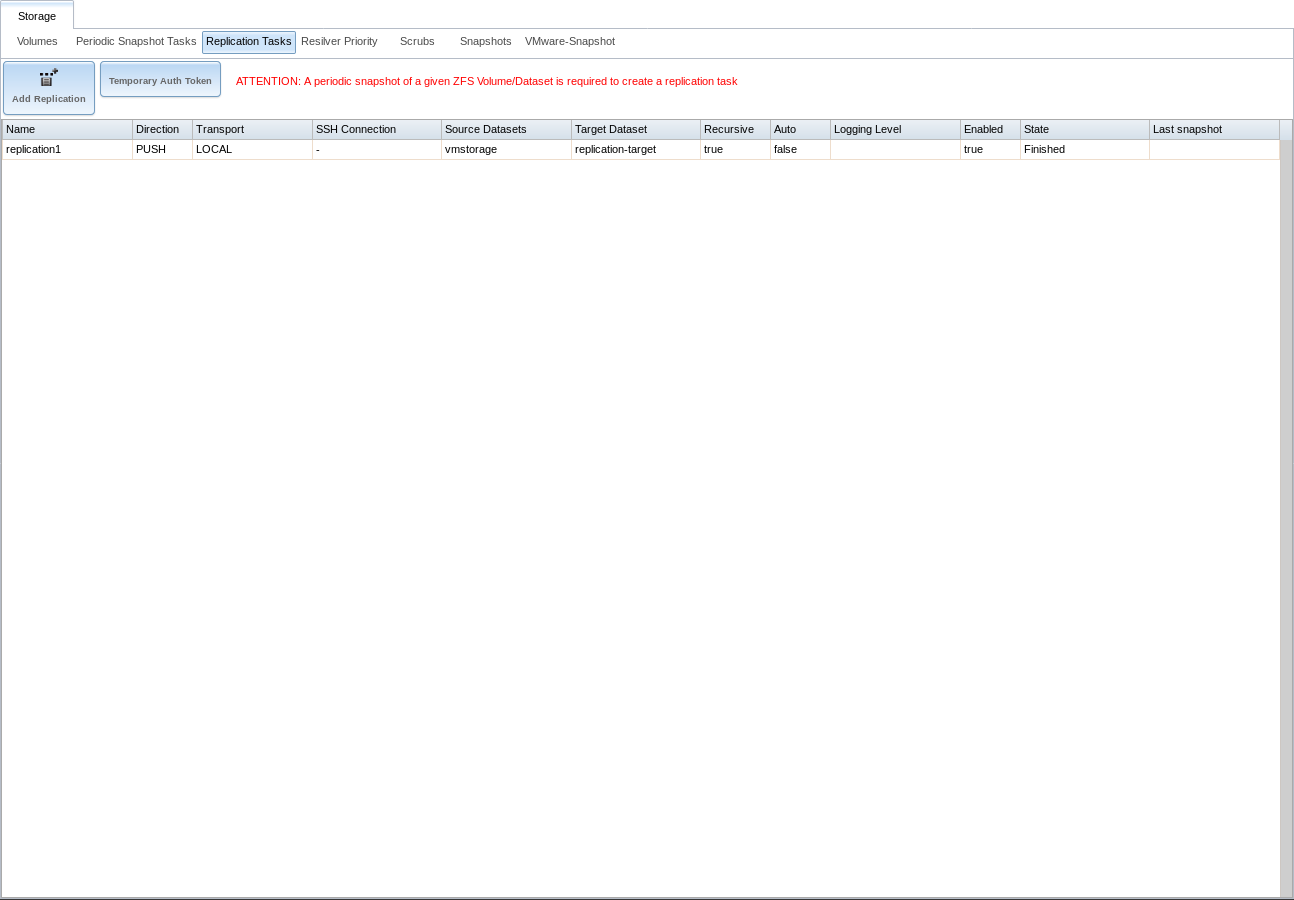 Storage
Volumes Periodic Snapshot Tasks Replication Tasks Resilver Priority Scrubs Snapshots VMware-Snapshot
Add Replication Temporary Auth Token ATTENTION: A periodic snapshot of a given ZFS Volume/Dataset is required to create a replication task
Name Direction Transport SSH Connection Source Datasets Target Dataset Recursive Auto Logging Level Enabled State Last snapshot
replication1 PUSH LOCAL - vmstorage replication-target true false true Finished